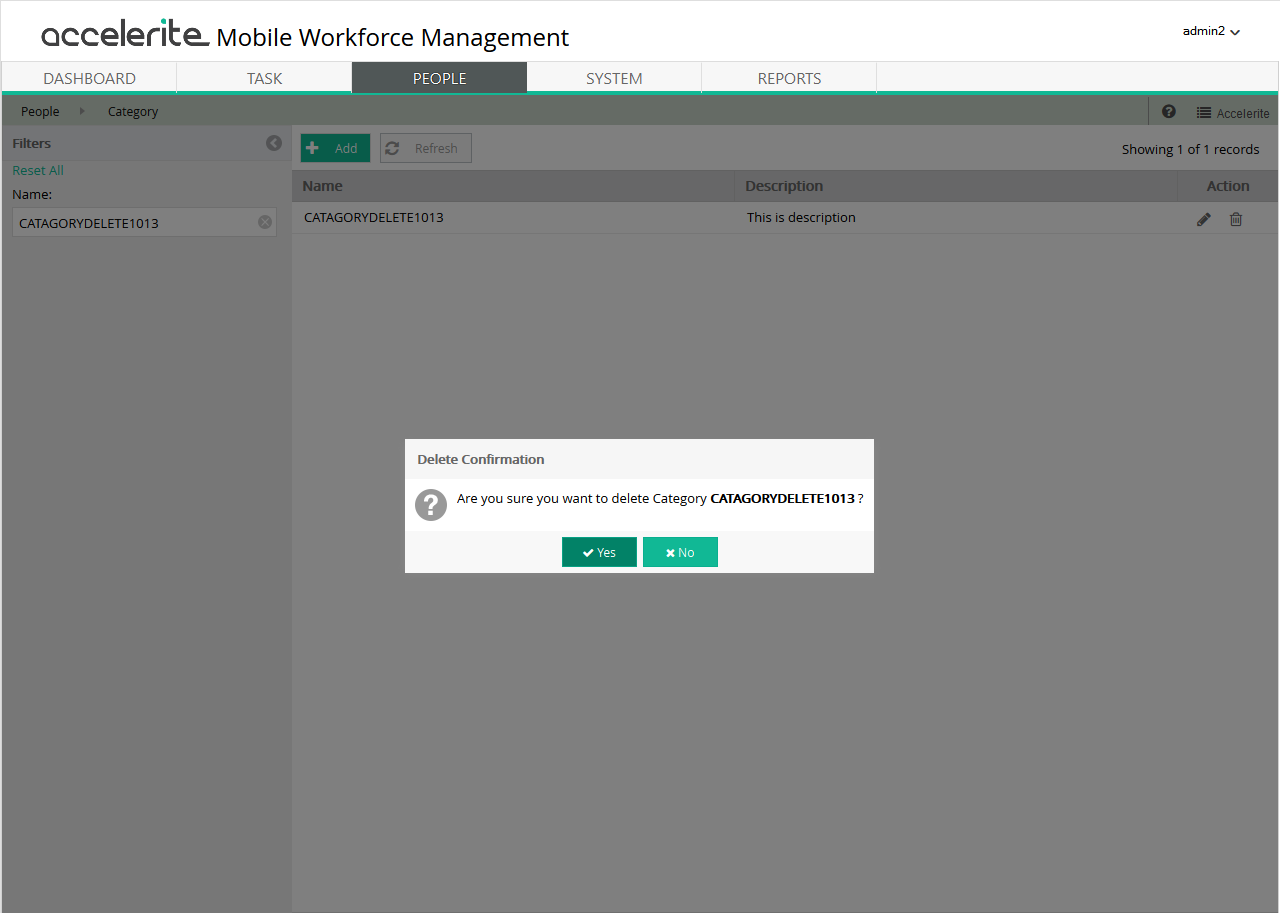 accelerite Mobile Workforce Management
admin2
DASHBOARD TASK PEOPLE SYSTEM REPORTS
People Category
Accelerite
Filters
Reset All
Name:
CATAGORYDELETE1013
Add Refresh
Showing 1 of 1 records
Name Description Action
CATAGORYDELETE1013 This is description
Delete Confirmation
Are you sure you want to delete Category CATAGORYDELETE1013 ?
Yes No